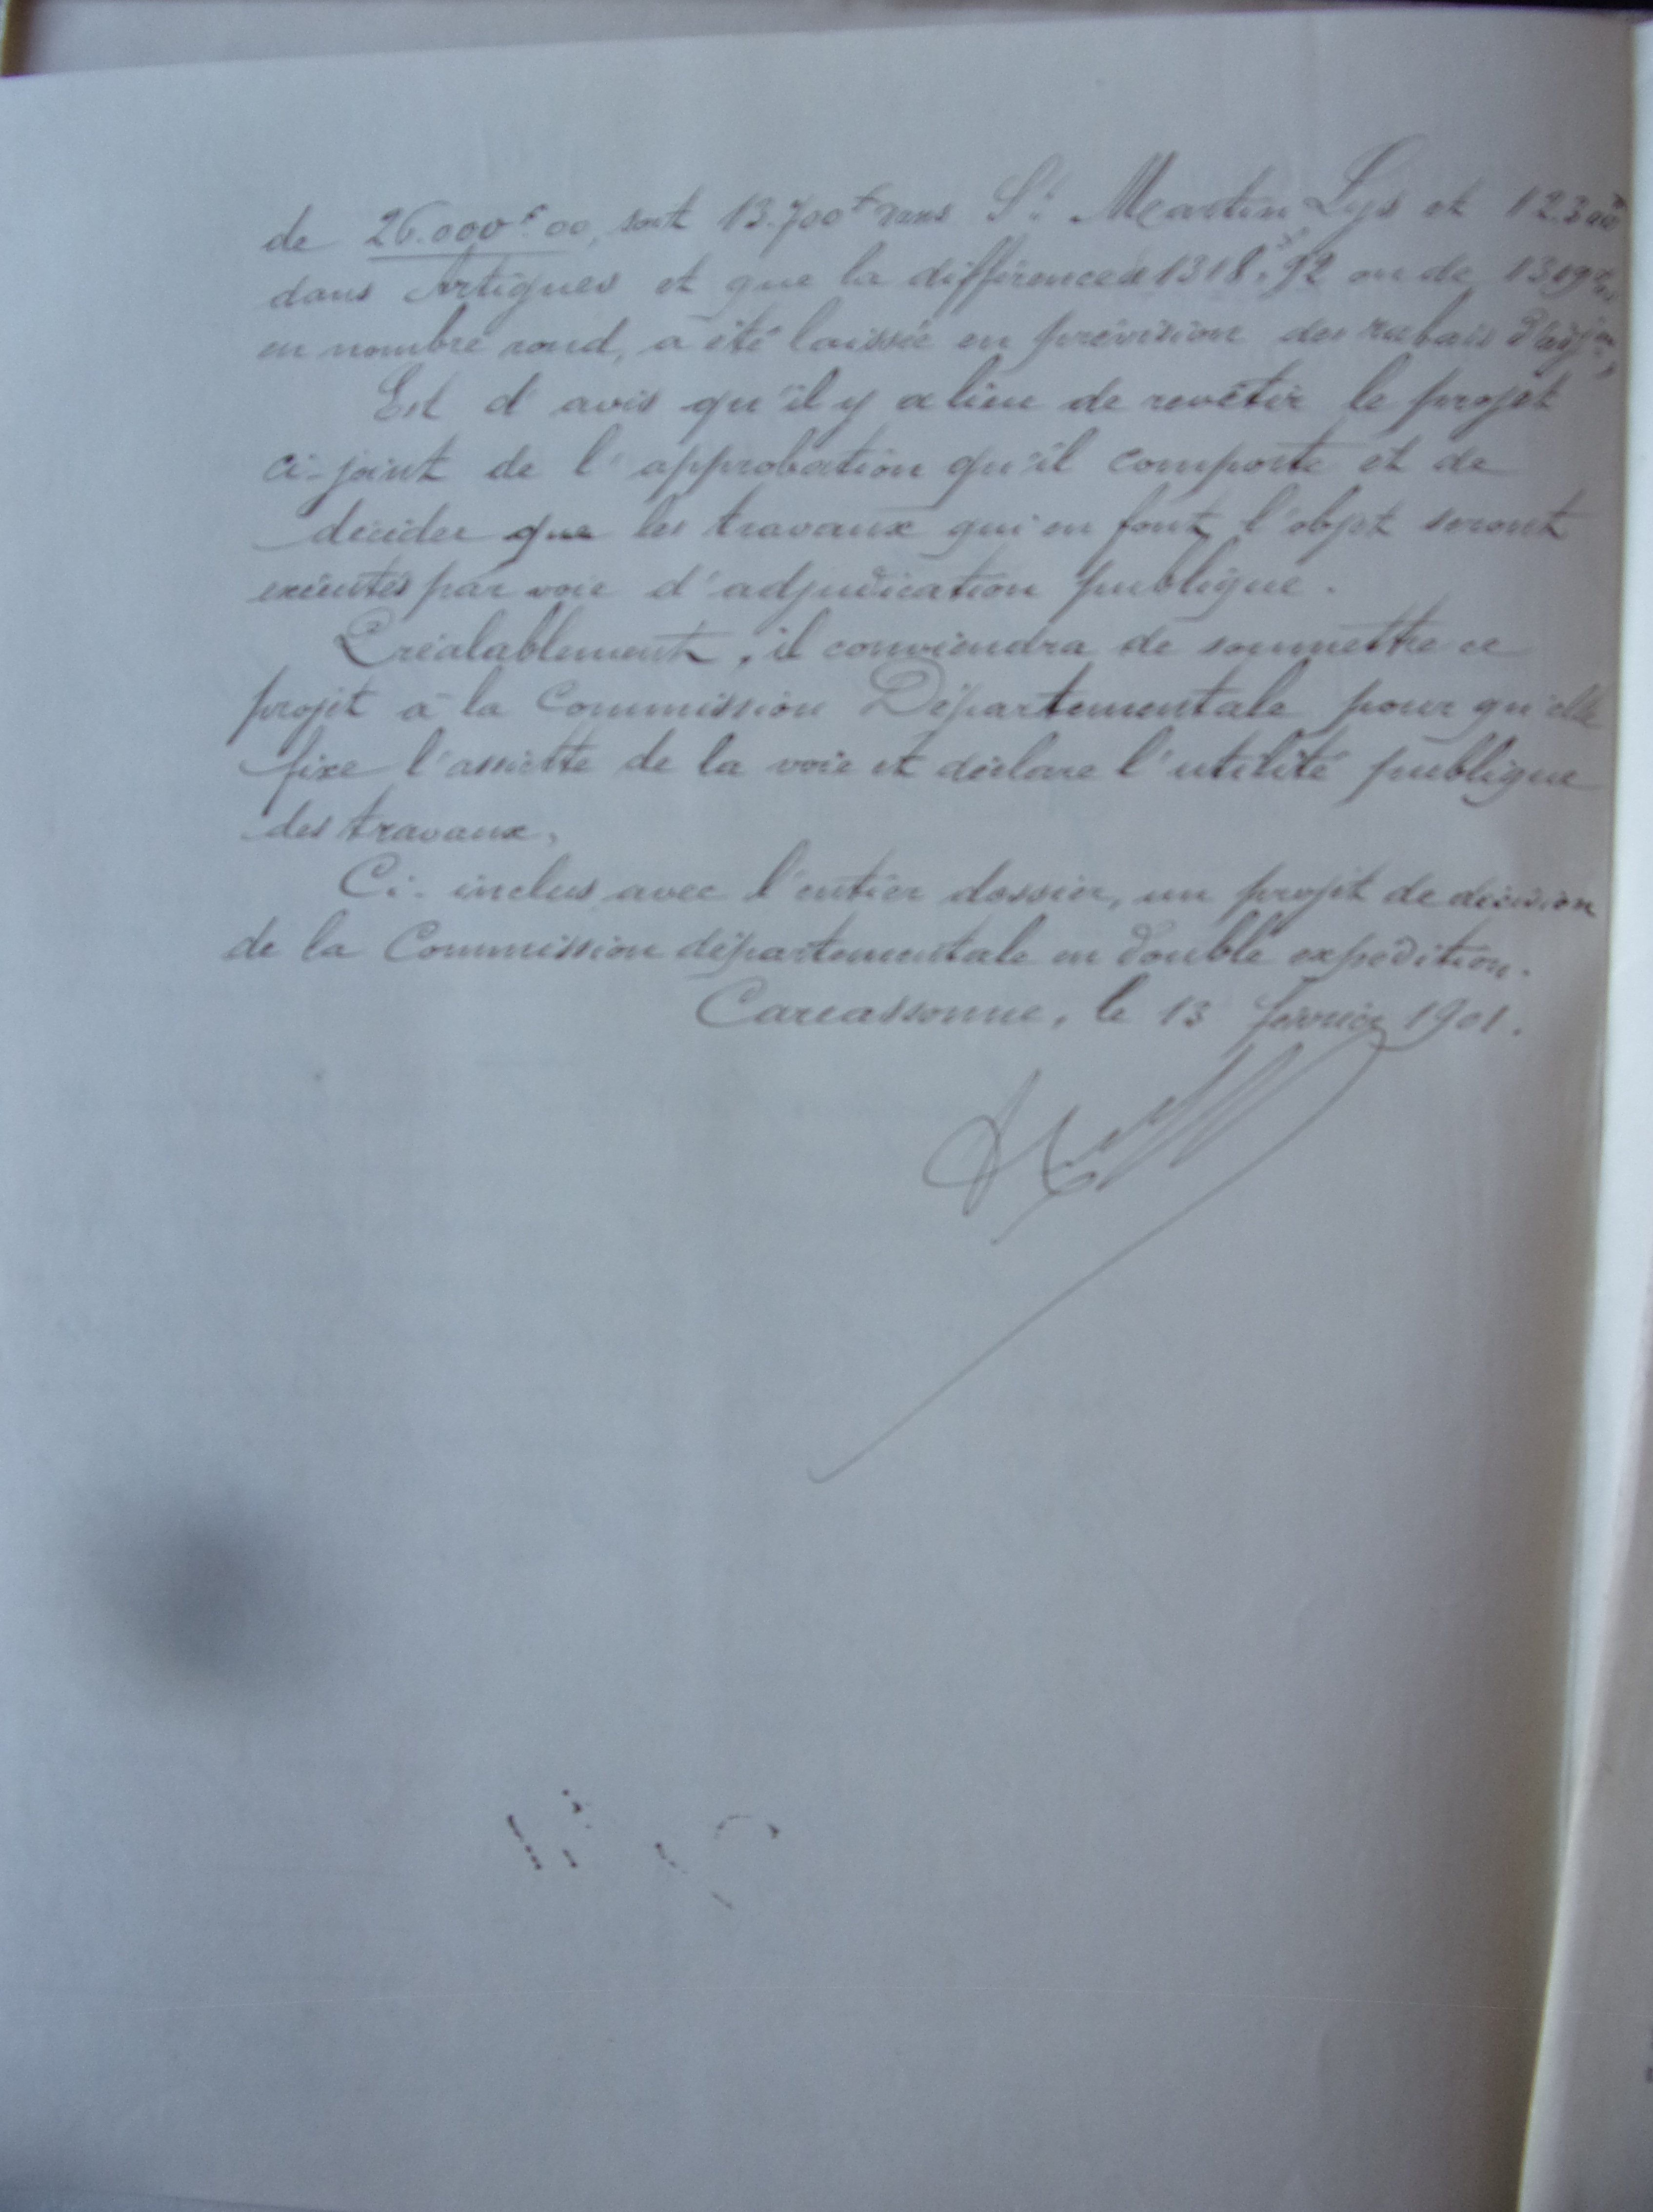 de 26.000f.00, soit 13.700f dans St Martin Lys et 12.300f
dans Artigues et que la différence de 1318f,92 ou de 1319f
en nombre rond, a été laissée en prévision des rabais d'adjon,
Est d'avis qu'il y a lieu de revêtir le projet
ci-joint de l'approbation qu'il comporte et de
décider que les travaux qui en font l'objet seront
exécutés par voie d'adjudication publique.
Préalablement, il conviendra de soumettre ce
projet à la Commission Départementale pour qu'elle
fixe l'assiette de la voie et déclare l'utilité publique
des travaux.
Ci-inclus avec l'entier dossier, un projet de décision
de la Commission départementale en double expédition.
Carcassonne, le 13 février 1901.